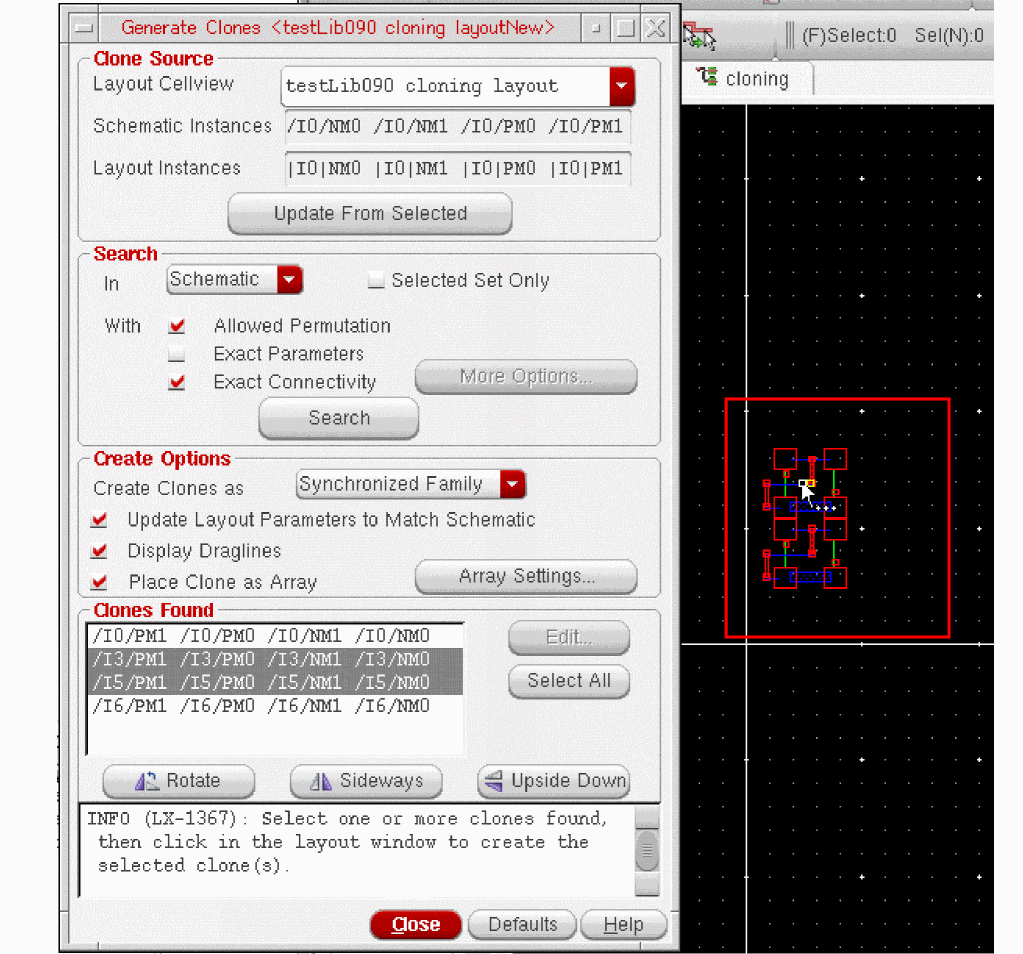 Generate Clones <testLib090 cloning layoutNew>
Clone Source
Layout Cellview
testLib090 cloning layout
Schematic Instances
/I0/NM0 /I0/NM1 /I0/PM0 /I0/PM1
Layout Instances
|I0|NM0 |I0|NM1 |I0|PM0 |I0|PM1
Update From Selected
Search
In
Schematic
Selected Set Only
With
Allowed Permutation
Exact Parameters
Exact Connectivity
More Options...
Search
Create Options
Create Clones as
Synchronized Family
Update Layout Parameters to Match Schematic
Display Draglines
Place Clone as Array
Array Settings...
Clones Found
/I0/PM1 /I0/PM0 /I0/NM1 /I0/NM0
/I3/PM1 /I3/PM0 /I3/NM1 /I3/NM0
/I5/PM1 /I5/PM0 /I5/NM1 /I5/NM0
/I6/PM1 /I6/PM0 /I6/NM1 /I6/NM0
Edit...
Select All
Rotate
Sideways
Upside Down
INFO (LX-1367): Select one or more clones found,
then click in the layout window to create the
selected clone(s).
Close
Defaults
Help
(F)Select:0 Sel(N):0
cloning